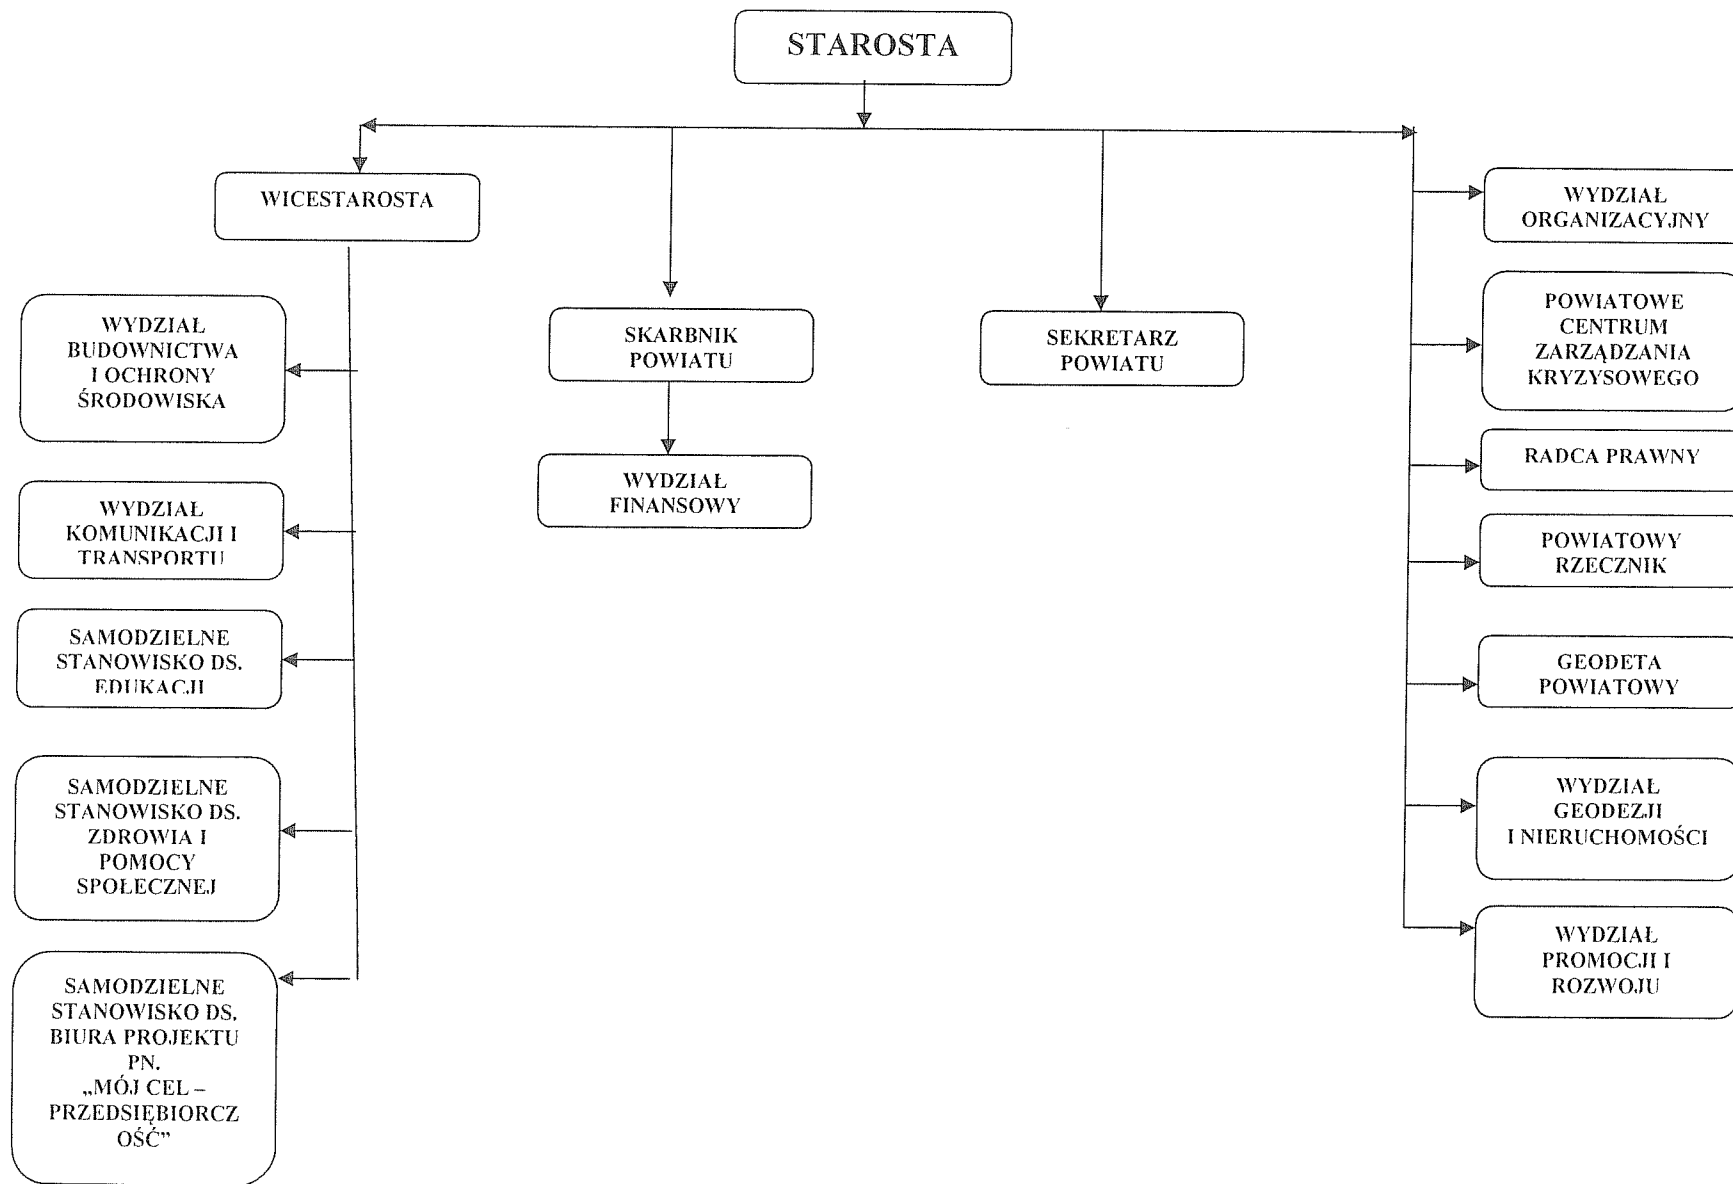 STAROSTA
WICESTAROSTA
WYDZIAŁ
BUDOWNICTWA
I OCHRONY
ŚRODOWISKA
WYDZIAŁ
KOMUNIKACJI I
TRANSPORTU
SAMODZIELNE
STANOWISKO DS.
EDUKACJI
SAMODZIELNE
STANOWISKO DS.
ZDROWIA I
POMOCY
SPOŁECZNEJ
SAMODZIELNE
STANOWISKO DS.
BIURA PROJEKTU
PN.
„MÓJ CEL –
PRZEDSIĘBIORCZ
OŚĆ”
SKARBNIK
POWIATU
WYDZIAŁ
FINANSOWY
SEKRETARZ
POWIATU
WYDZIAŁ
ORGANIZACYJNY
POWIATOWE
CENTRUM
ZARZĄDZANIA
KRYZYSOWEGO
RADCA PRAWNY
POWIATOWY
RZECZNIK
GEODETA
POWIATOWY
WYDZIAŁ
GEODEZJI
I NIERUCHOMOŚCI
WYDZIAŁ
PROMOCJI I
ROZWOJU